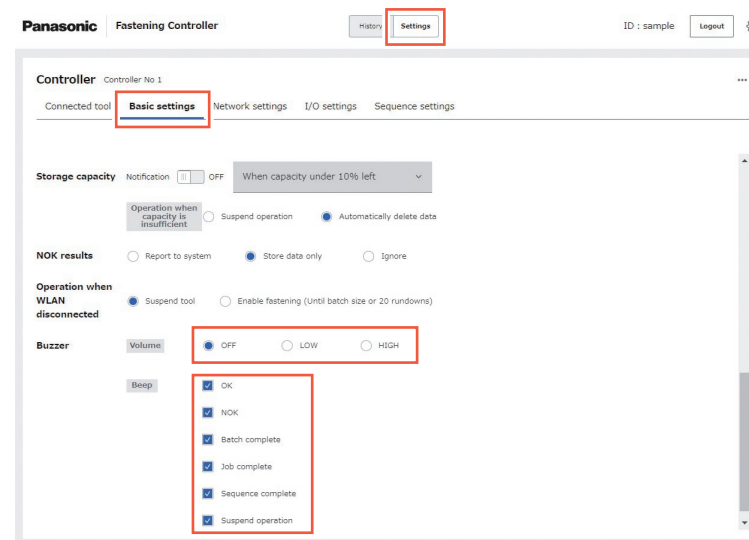 Panasonic Fastening Controller History Settings ID : sample Logout
Controller Controller No 1 ...
Connected tool Basic settings Network settings I/O settings Sequence settings
Storage capacity Notification OFF When capacity under 10% left
Operation when
capacity is
insufficient
Suspend operation Automatically delete data
NOK results Report to system Store data only Ignore
Operation when
WLAN
disconnected
Suspend tool Enable fastening (Until batch size or 20 rundowns)
Buzzer Volume OFF LOW HIGH
Beep OK
NOK
Batch complete
Job complete
Sequence complete
Suspend operation